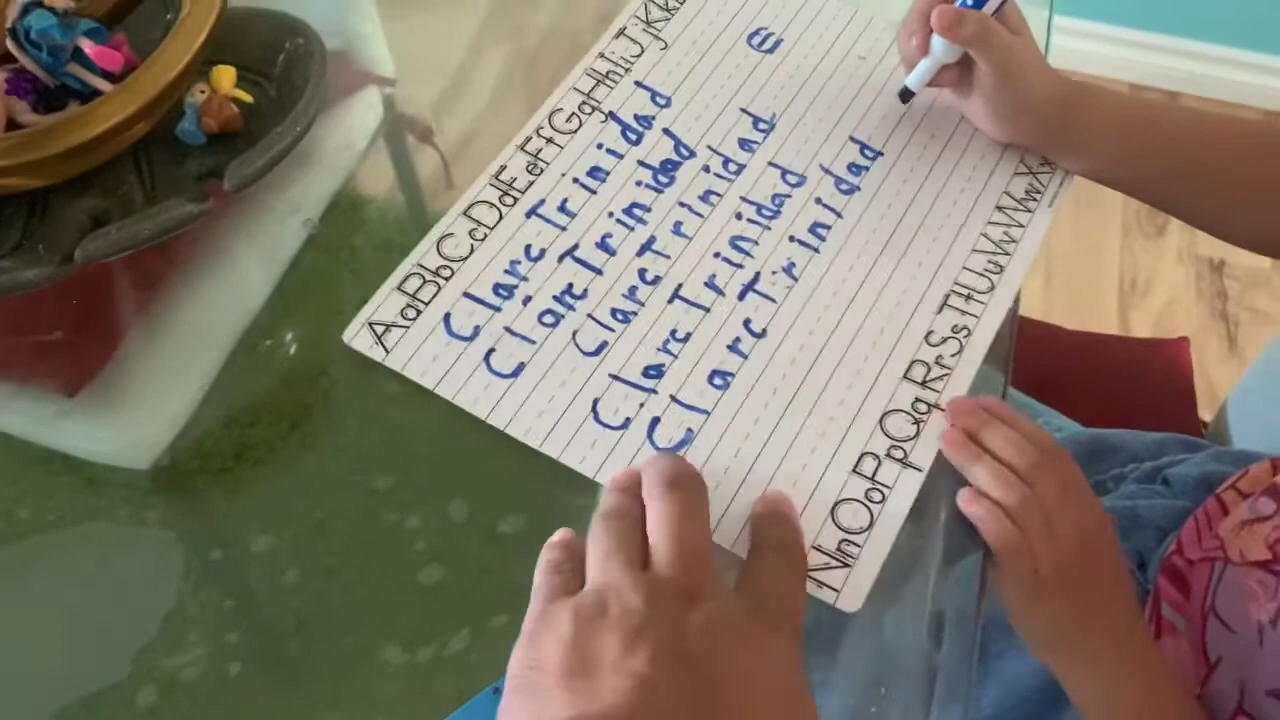 AaBbCcDdEeFfGgHhIiJjKk
Clarc Trinidad
Clarc Trinidad
Clarc Trinidad
Clarc Trinidad
Clarc Trinidad
E
NnOoPpQqRrSsTtUuVvWwXx